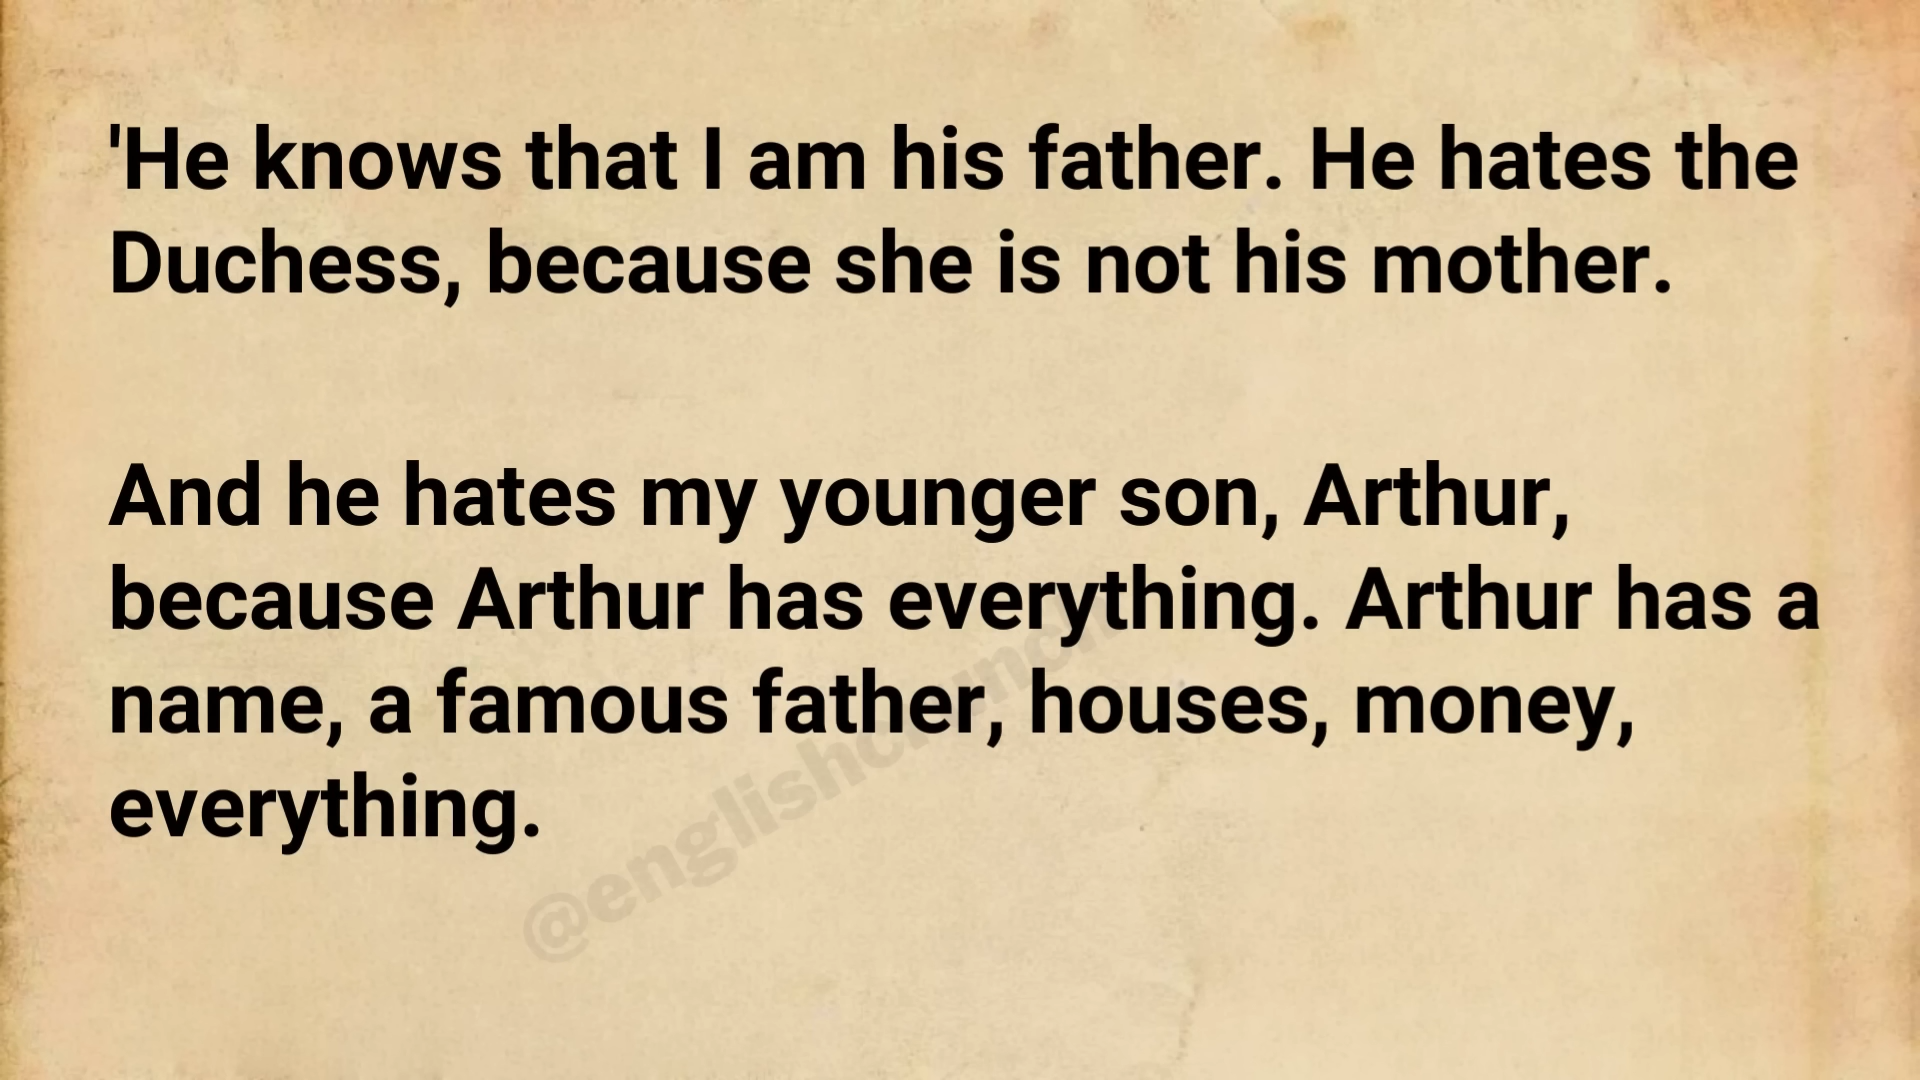 'He knows that I am his father. He hates the
Duchess, because she is not his mother.
And he hates my younger son, Arthur,
because Arthur has everything. Arthur has a
name, a famous father, houses, money,
everything.